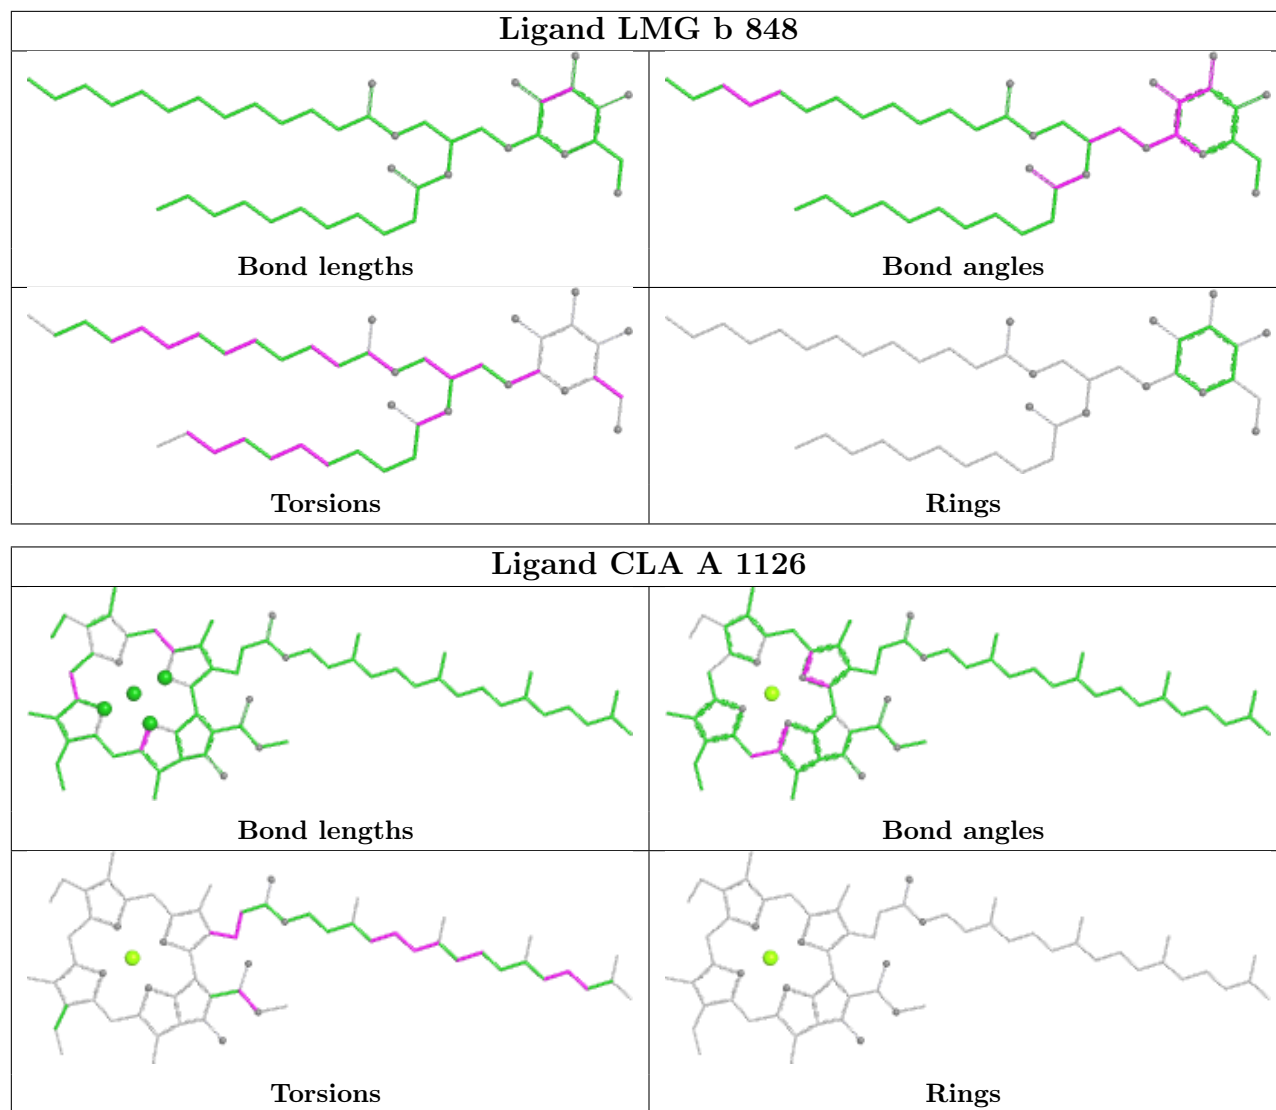 Ligand LMG b 848
Bond lengths
Bond angles
Torsions
Rings
Ligand CLA A 1126
Bond lengths
Bond angles
Torsions
Rings